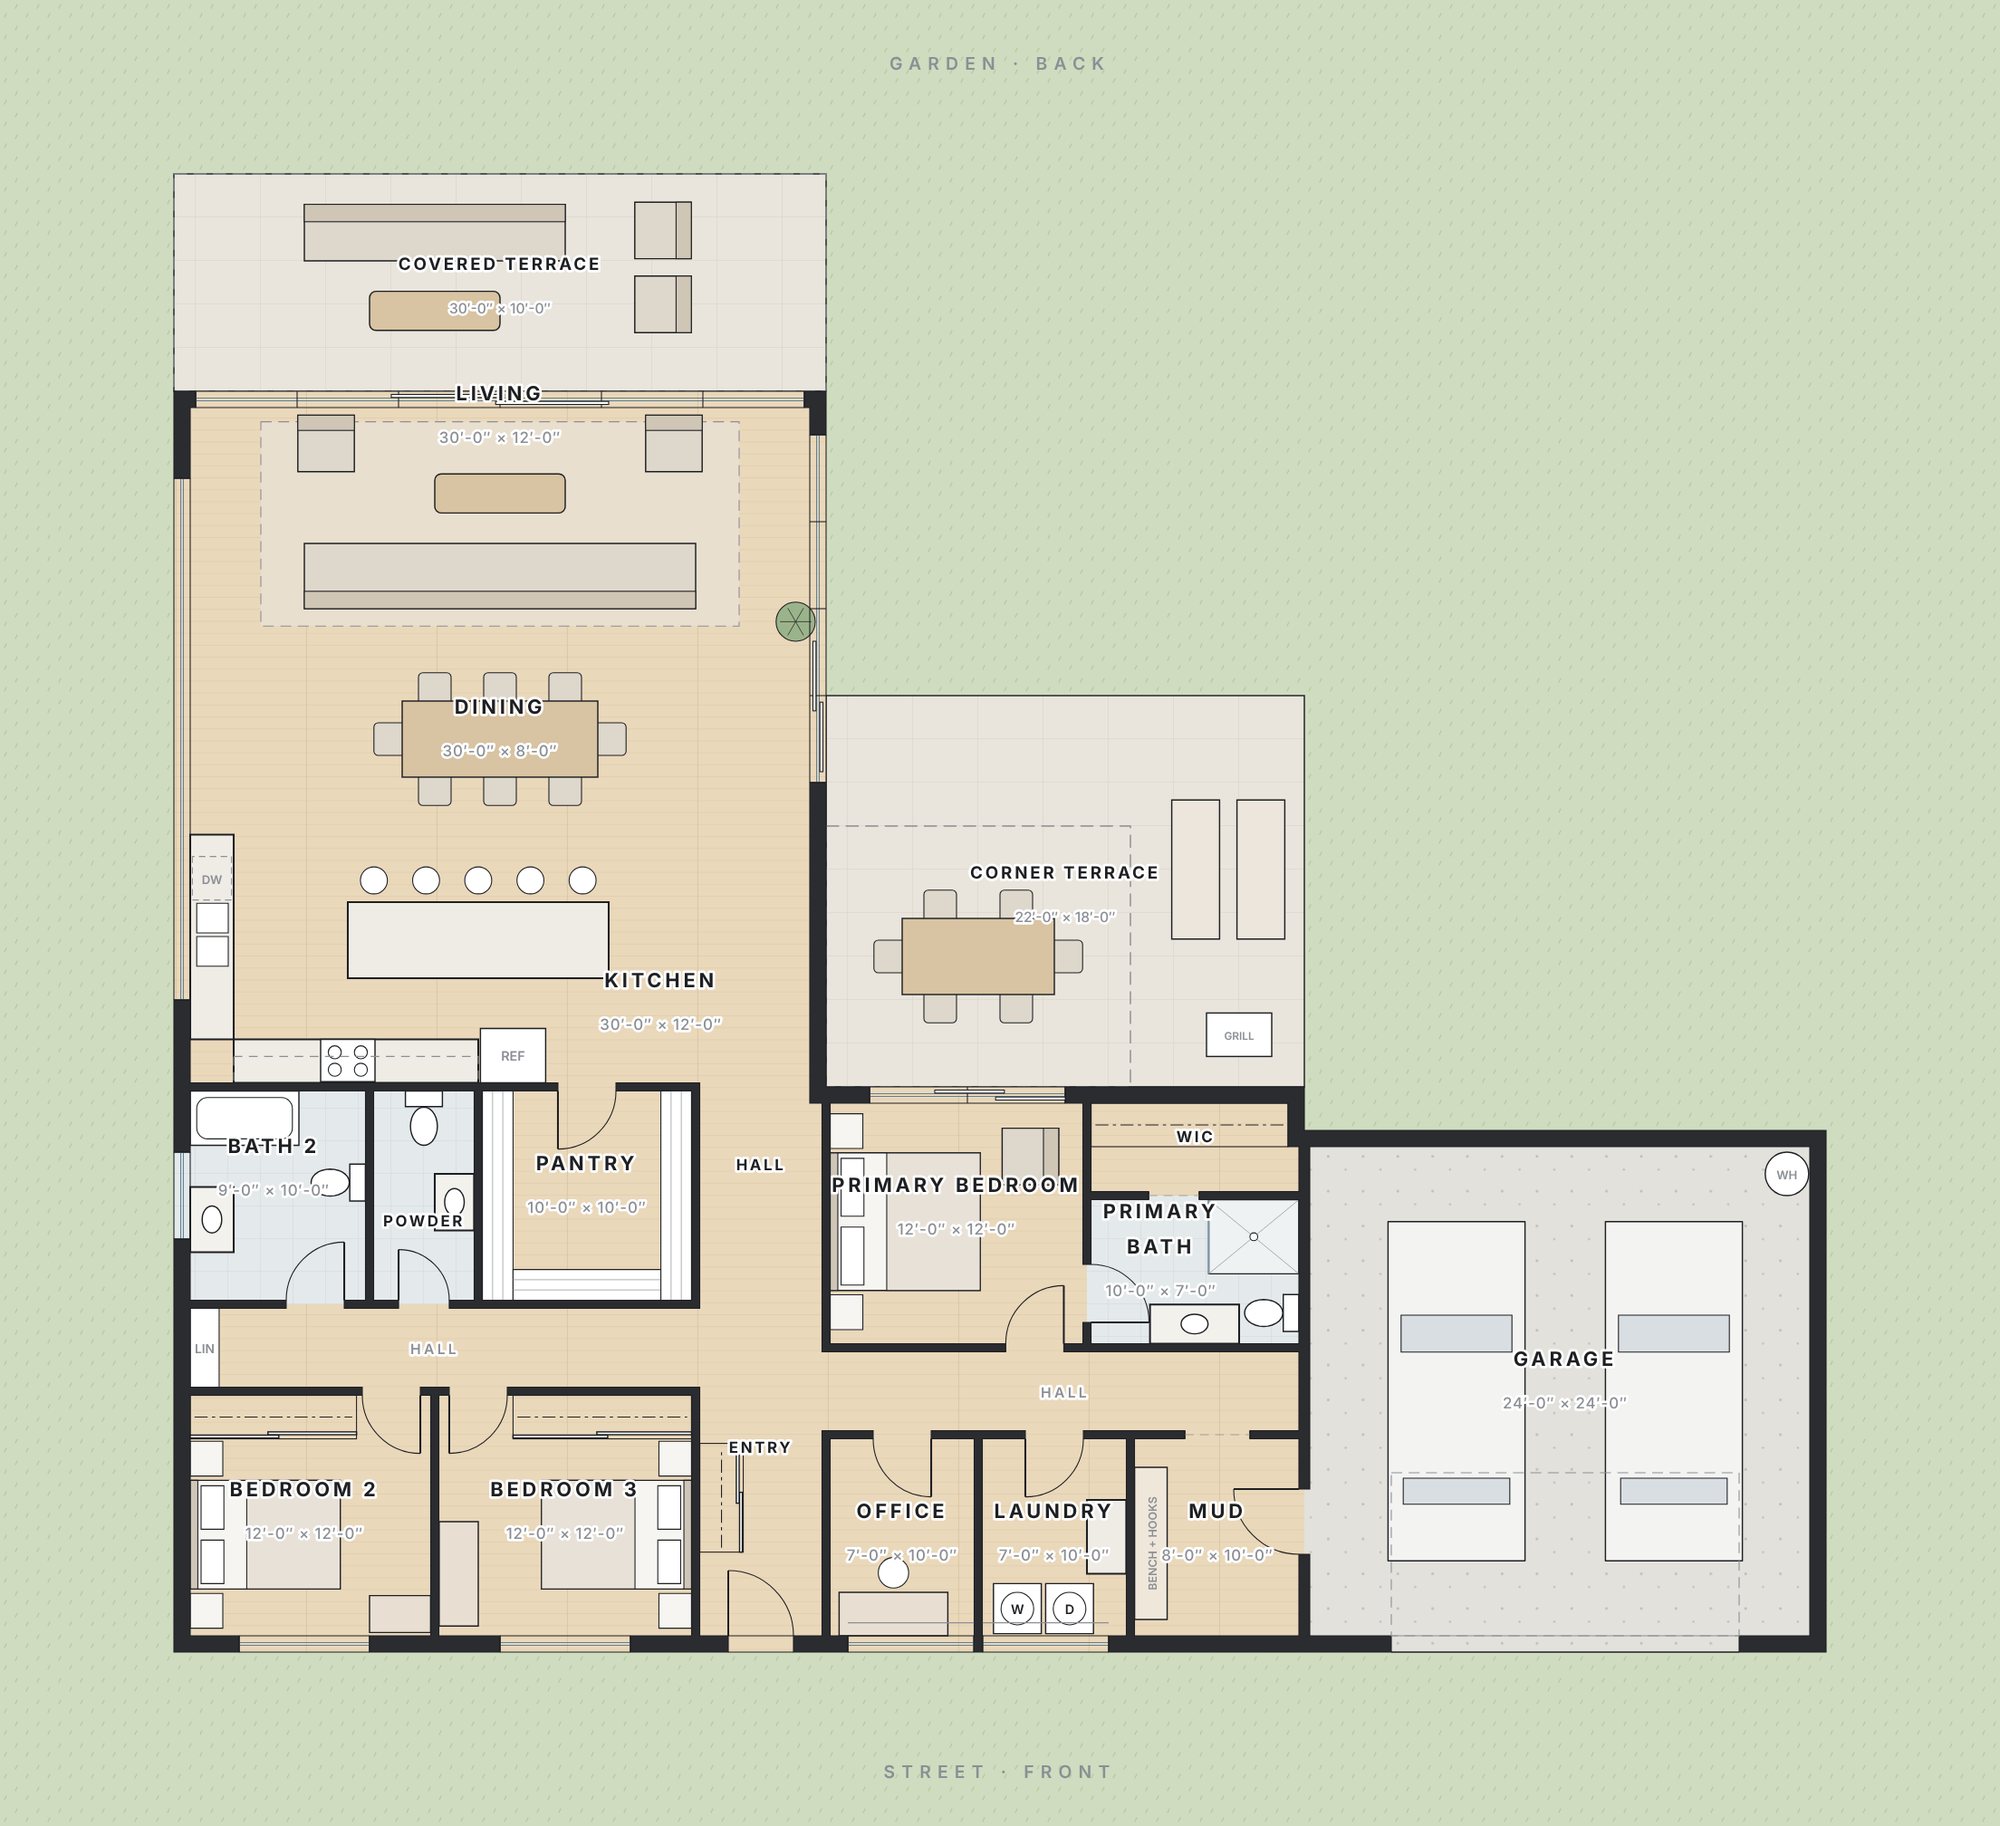 GARDEN · BACK
COVERED TERRACE
30'-0" × 10'-0"
LIVING
30'-0" × 12'-0"
DINING
30'-0" × 8'-0"
DW
CORNER TERRACE
22'-0" × 18'-0"
KITCHEN
30'-0" × 12'-0"
GRILL
REF
BATH 2
9'-0" × 10'-0"
POWDER
PANTRY
10'-0" × 10'-0"
HALL
PRIMARY BEDROOM
12'-0" × 12'-0"
WIC
PRIMARY
BATH
10'-0" × 7'-0"
WH
LIN
HALL
HALL
GARAGE
24'-0" × 24'-0"
ENTRY
BEDROOM 2
12'-0" × 12'-0"
BEDROOM 3
12'-0" × 12'-0"
OFFICE
7'-0" × 10'-0"
LAUNDRY
7'-0" × 10'-0"
W
D
BENCH + HOOKS
MUD
8'-0" × 10'-0"
STREET · FRONT